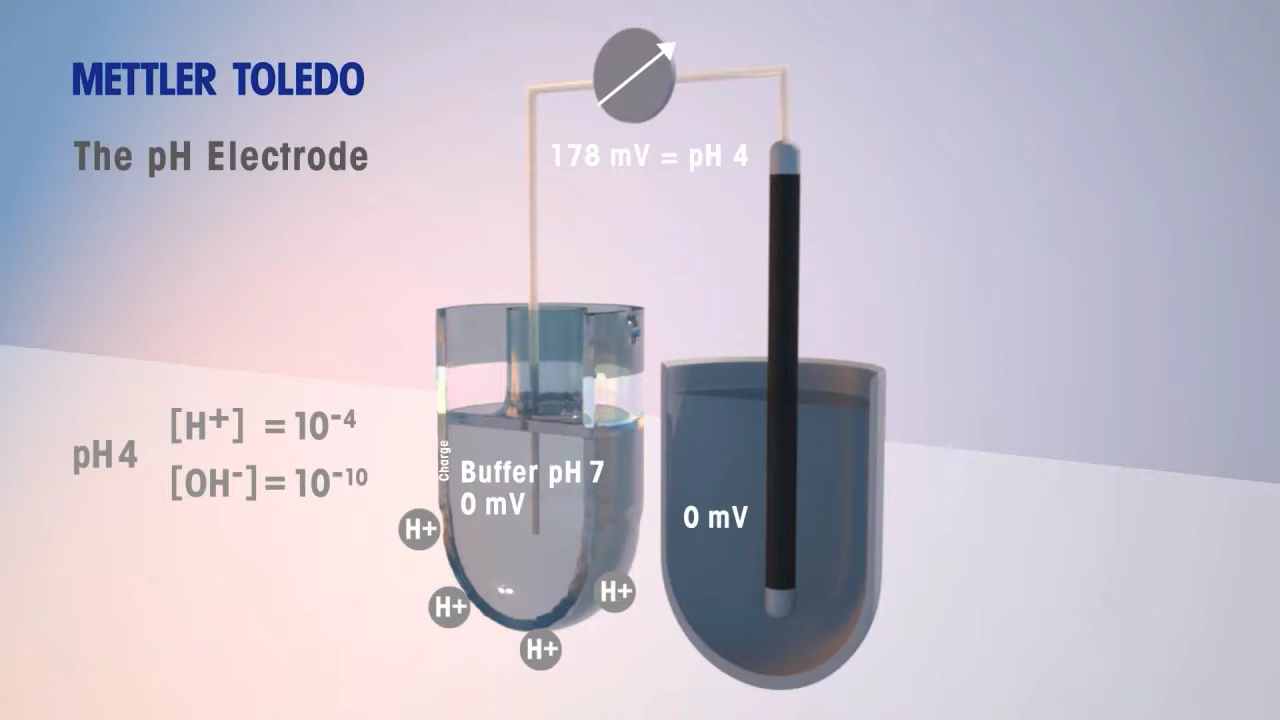 METTLER TOLEDO
The pH Electrode
178 mV = pH 4
pH 4
[H⁺] = 10⁻⁴
[OH⁻] = 10⁻¹⁰
Charge
Buffer pH 7
0 mV
0 mV
H+
H+
H+
H+